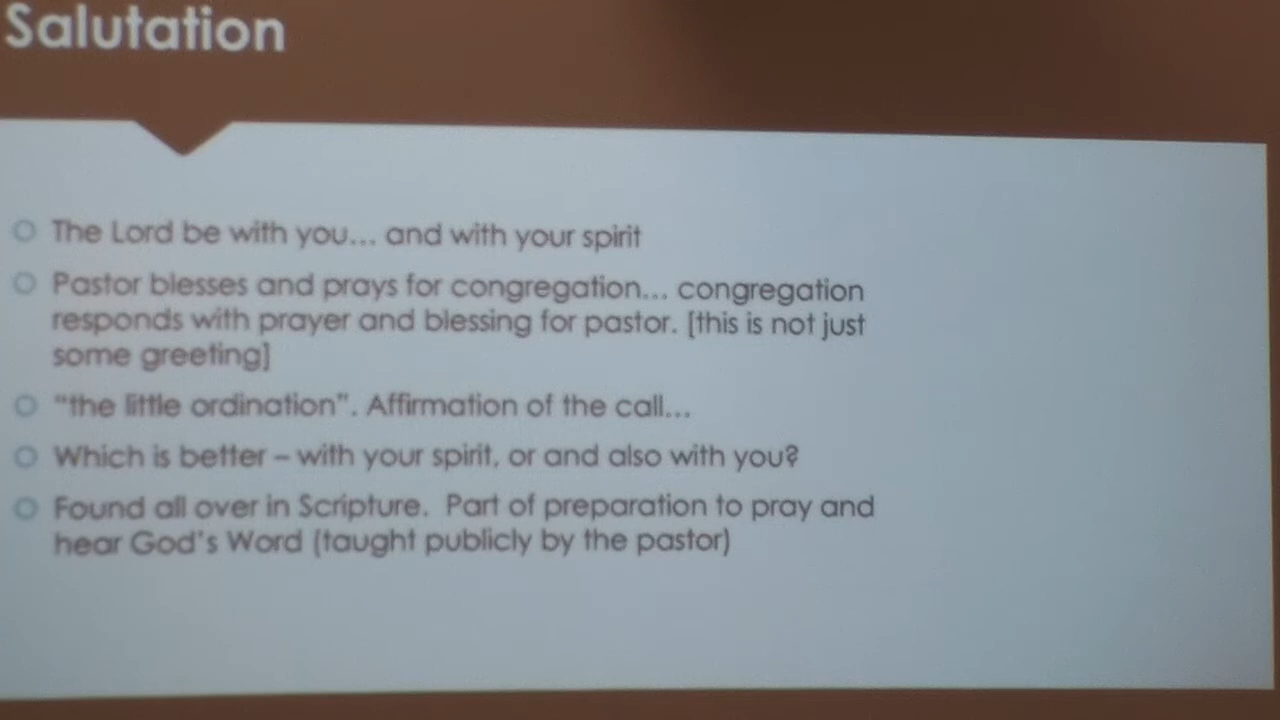 Salutation
The Lord be with you... and with your spirit
Pastor blesses and prays for congregation... congregation
responds with prayer and blessing for pastor. [this is not just
some greeting]
"the little ordination". Affirmation of the call...
Which is better – with your spirit, or and also with you?
Found all over in Scripture.  Part of preparation to pray and
hear God's Word (taught publicly by the pastor)